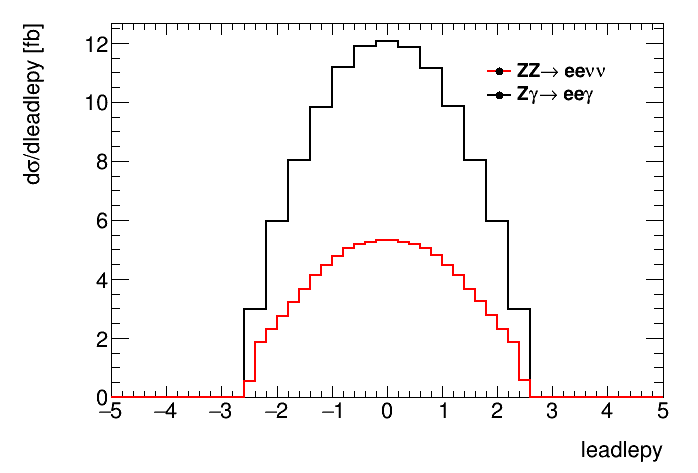 dσ/dleadlepy [fb]
12
10
8
6
4
2
0
ZZ→ eeνν
Zγ→ eeγ
−5 −4 −3 −2 −1 0 1 2 3 4 5
leadlepy